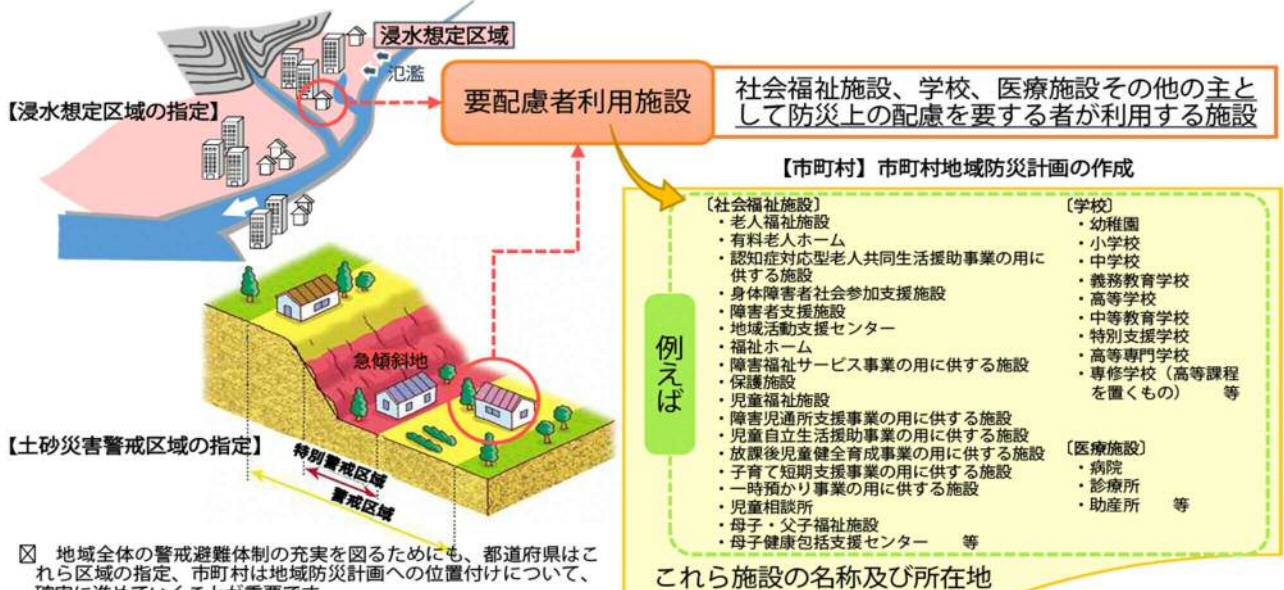 浸水想定区域
氾濫
【浸水想定区域の指定】
要配慮者利用施設
社会福祉施設、学校、医療施設その他の主と
して防災上の配慮を要する者が利用する施設
【市町村】市町村地域防災計画の作成
例えば
〔社会福祉施設〕
・老人福祉施設
・有料老人ホーム
・認知症対応型老人共同生活援助事業の用に
供する施設
・身体障害者社会参加支援施設
・障害者支援施設
・地域活動支援センター
・福祉ホーム
・障害福祉サービス事業の用に供する施設
・保護施設
・児童福祉施設
・障害児通所支援事業の用に供する施設
・児童自立生活援助事業の用に供する施設
・放課後児童健全育成事業の用に供する施設
・子育て短期支援事業の用に供する施設
・一時預かり事業の用に供する施設
・児童相談所
・母子・父子福祉施設
・母子健康包括支援センター 等
〔学校〕
・幼稚園
・小学校
・中学校
・義務教育学校
・高等学校
・中等教育学校
・特別支援学校
・高等専門学校
・専修学校(高等課程
を置くもの) 等
〔医療施設〕
・病院
・診療所
・助産所 等
急傾斜地
【土砂災害警戒区域の指定】
特別警戒区域
警戒区域
☒ 地域全体の警戒避難体制の充実を図るためにも、都道府県はこ
れら区域の指定、市町村は地域防災計画への位置付けについて、
確実に進めていくことが重要です
これら施設の名称及び所在地